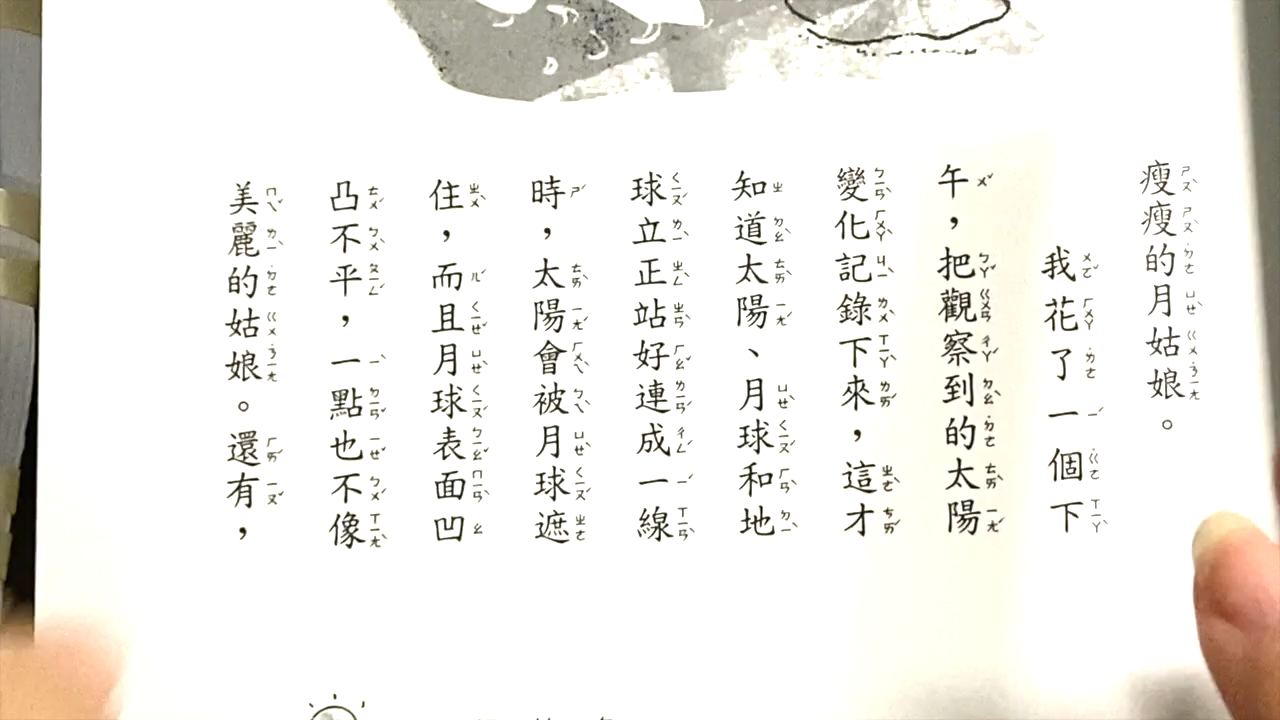 瘦瘦的月姑娘。
我花了一個下
午，把觀察到的太陽
變化記錄下來，這才
知道太陽、月球和地
球立正站好連成一線
時，太陽會被月球遮
住，而且月球表面凹
凸不平，一點也不像
美麗的姑娘。還有，